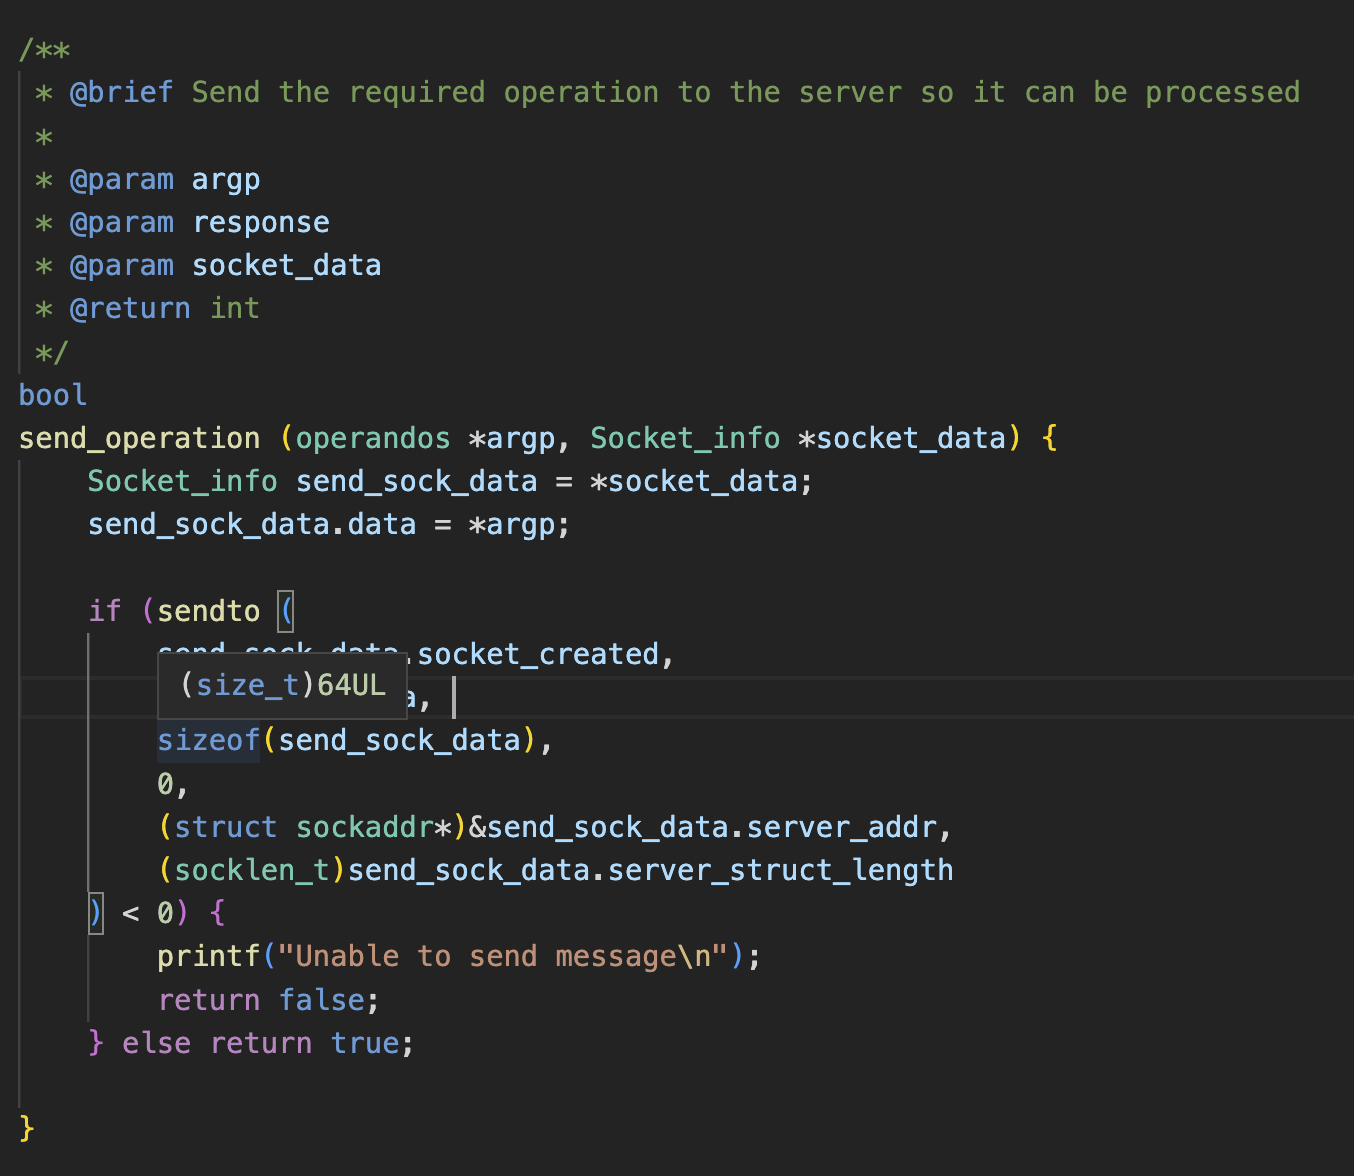 /**
* @brief Send the required operation to the server so it can be processed
*
* @param argp
* @param response
* @param socket_data
* @return int
*/
bool
send_operation (operandos *argp, Socket_info *socket_data) {
Socket_info send_sock_data = *socket_data;
send_sock_data.data = *argp;
if (sendto (
send_sock_data.socket_created,
(size_t)64UL
a,
sizeof(send_sock_data),
0,
(struct sockaddr*)&send_sock_data.server_addr,
(socklen_t)send_sock_data.server_struct_length
) < 0) {
printf("Unable to send message\n");
return false;
} else return true;
}